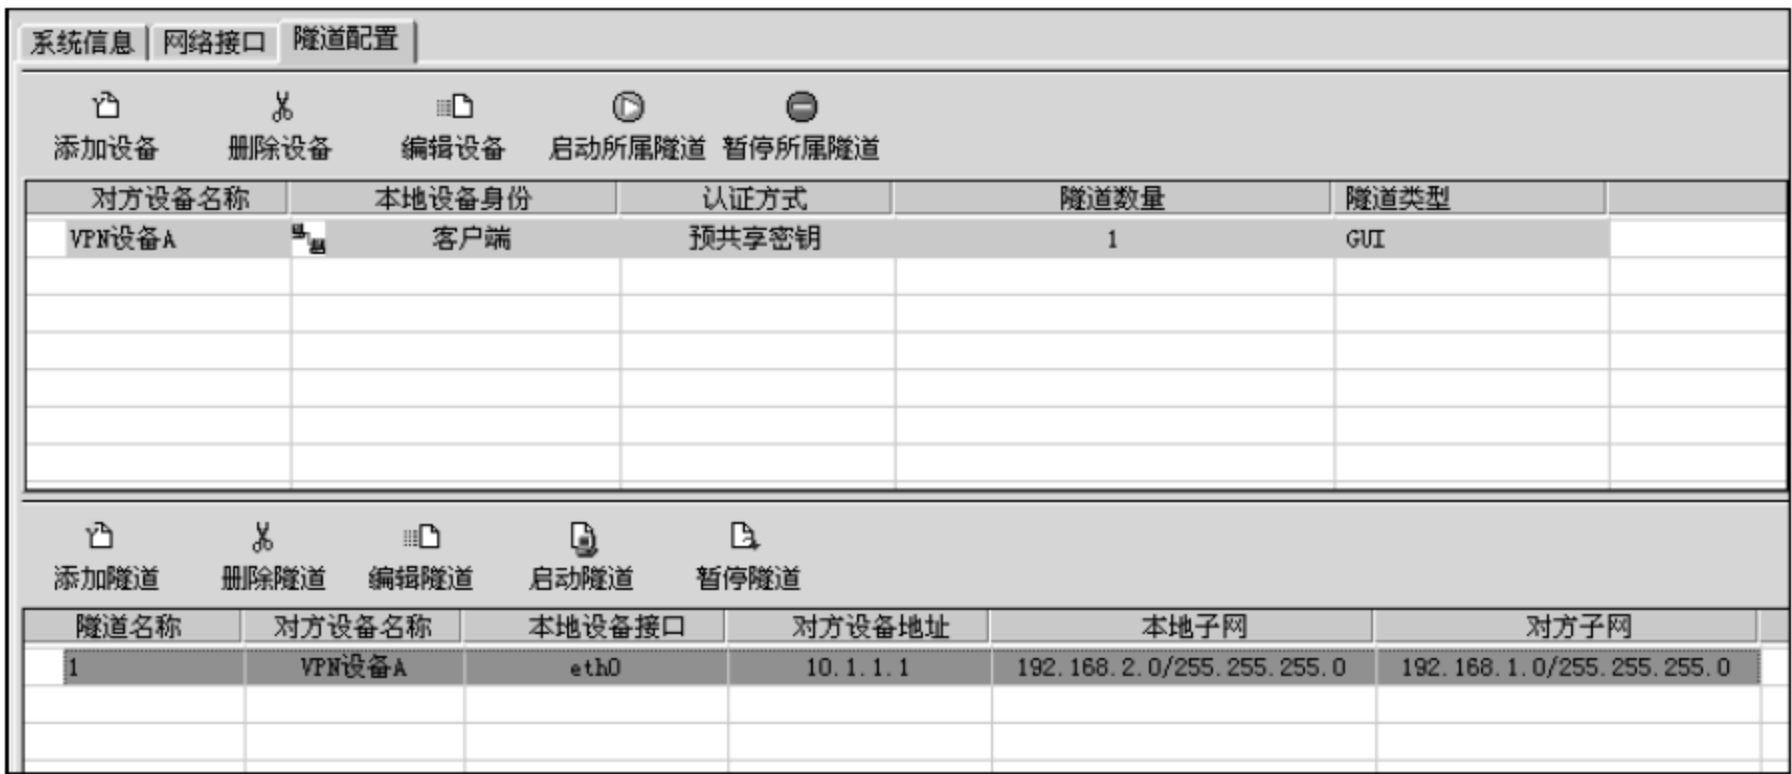 系统信息 网络接口 隧道配置
添加设备 删除设备 编辑设备 启动所属隧道 暂停所属隧道
对方设备名称 本地设备身份 认证方式 隧道数量 隧道类型
VPN设备A 客户端 预共享密钥 1 GUI
添加隧道 删除隧道 编辑隧道 启动隧道 暂停隧道
隧道名称 对方设备名称 本地设备接口 对方设备地址 本地子网 对方子网
1 VPN设备A eth0 10.1.1.1 192.168.2.0/255.255.255.0 192.168.1.0/255.255.255.0